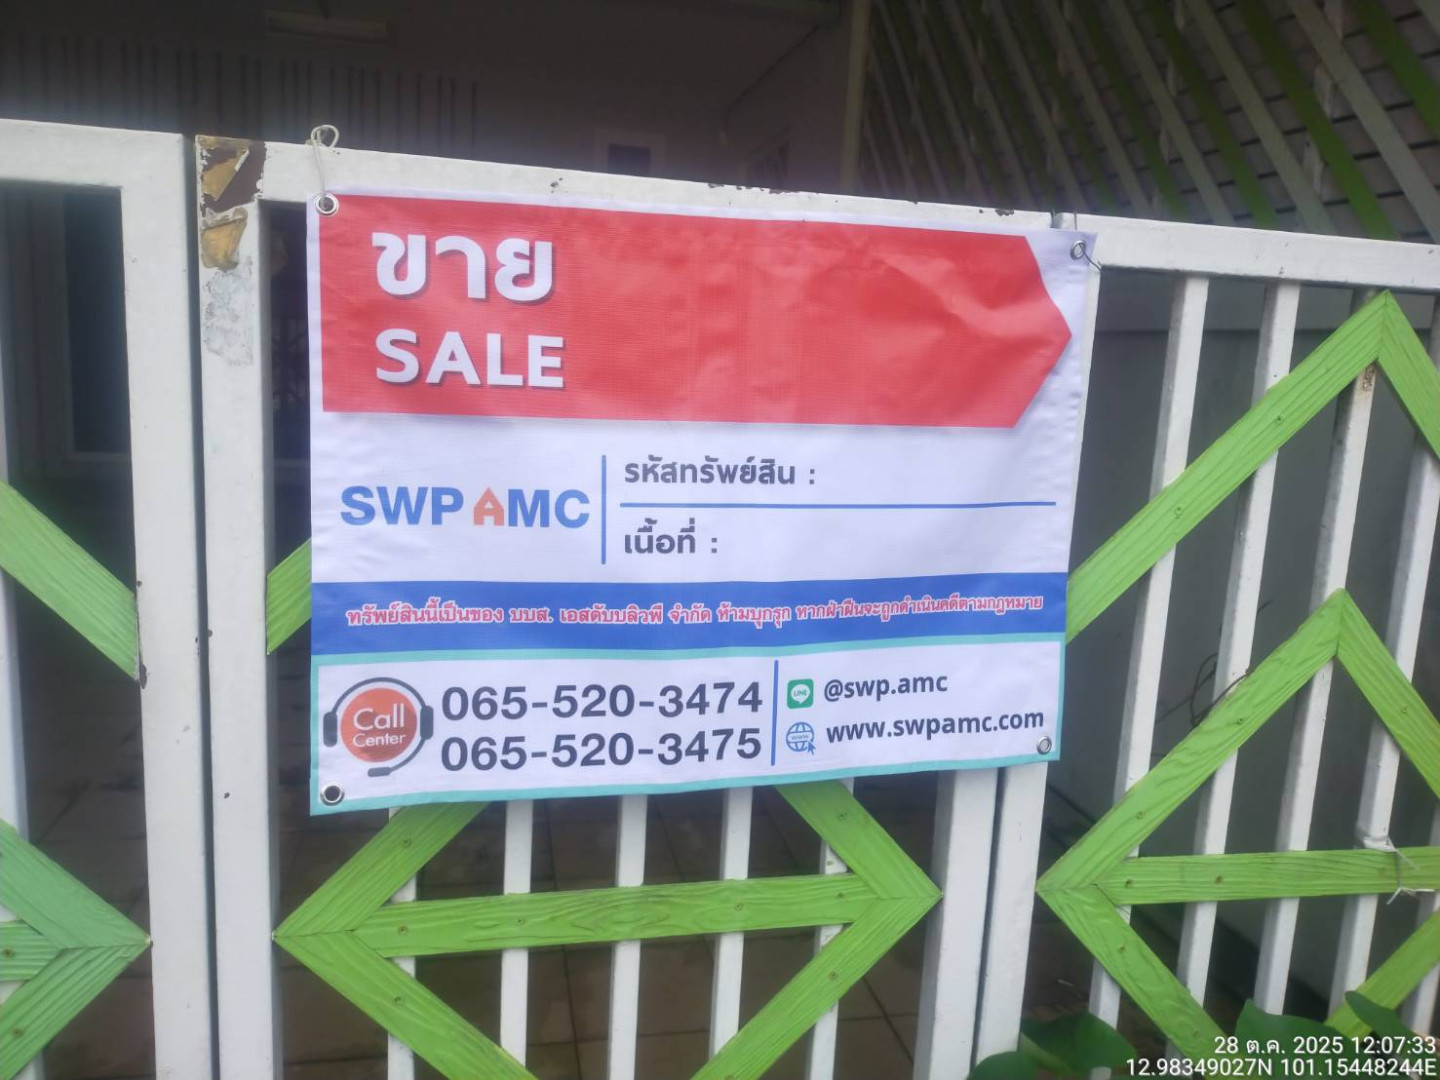 ขาย
SALE
SWP AMC
รหัสทรัพย์สิน :
เนื้อที่ :
ทรัพย์สินนี้เป็นของ บบส. เอสดับบลิวพี จำกัด ห้ามบุกรุก หากฝ่าฝืนจะถูกดำเนินคดีตามกฎหมาย
Call
Center
065-520-3474
065-520-3475
LINE
@swp.amc
www.swpamc.com
28 ต.ค. 2025 12:07:33
12.98349027N 101.15448244E